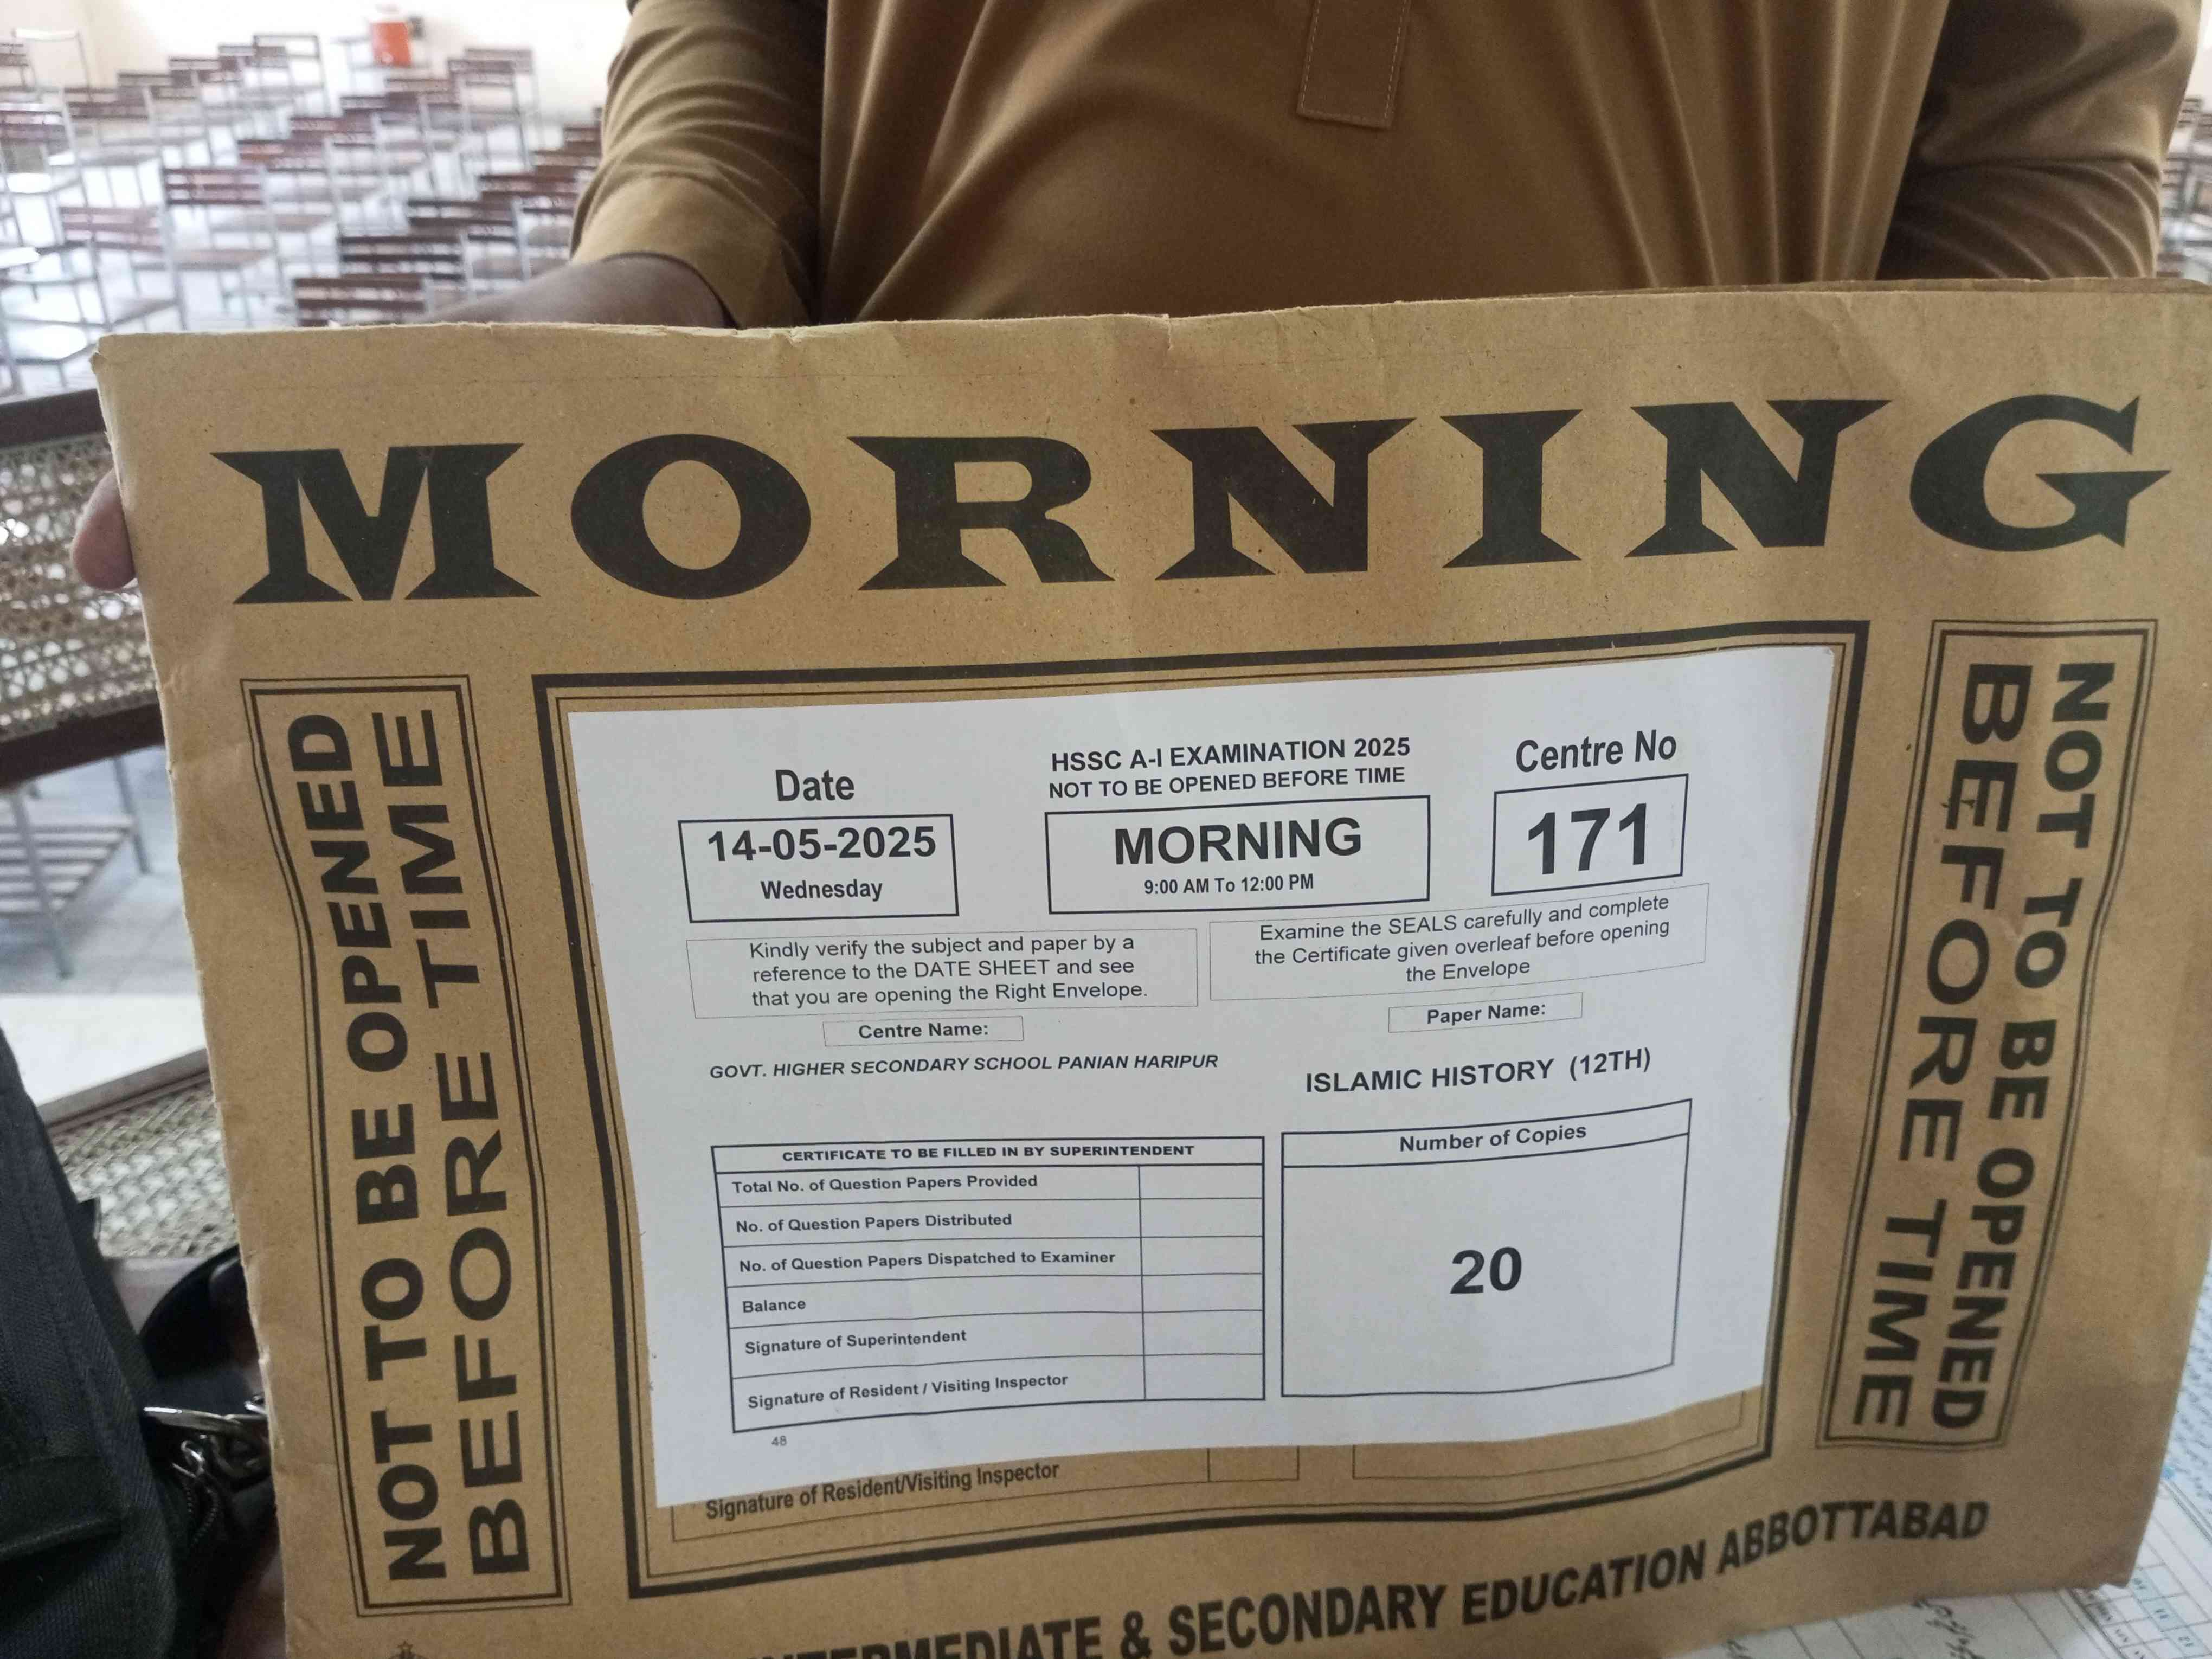 MORNING
NOT TO BE OPENED
BEFORE TIME
Date
14-05-2025
Wednesday
HSSC A-I EXAMINATION 2025
NOT TO BE OPENED BEFORE TIME
MORNING
9:00 AM To 12:00 PM
Centre No
171
Kindly verify the subject and paper by a
reference to the DATE SHEET and see
that you are opening the Right Envelope.
Examine the SEALS carefully and complete
the Certificate given overleaf before opening
the Envelope
Centre Name:
GOVT. HIGHER SECONDARY SCHOOL PANIAN HARIPUR
Paper Name:
ISLAMIC HISTORY (12TH)
CERTIFICATE TO BE FILLED IN BY SUPERINTENDENT
Total No. of Question Papers Provided
No. of Question Papers Distributed
No. of Question Papers Dispatched to Examiner
Balance
Signature of Superintendent
Signature of Resident / Visiting Inspector
48
Number of Copies
20
Signature of Resident/Visiting Inspector
NOT TO BE OPENED
BEFORE TIME
& SECONDARY EDUCATION ABBOTTABAD